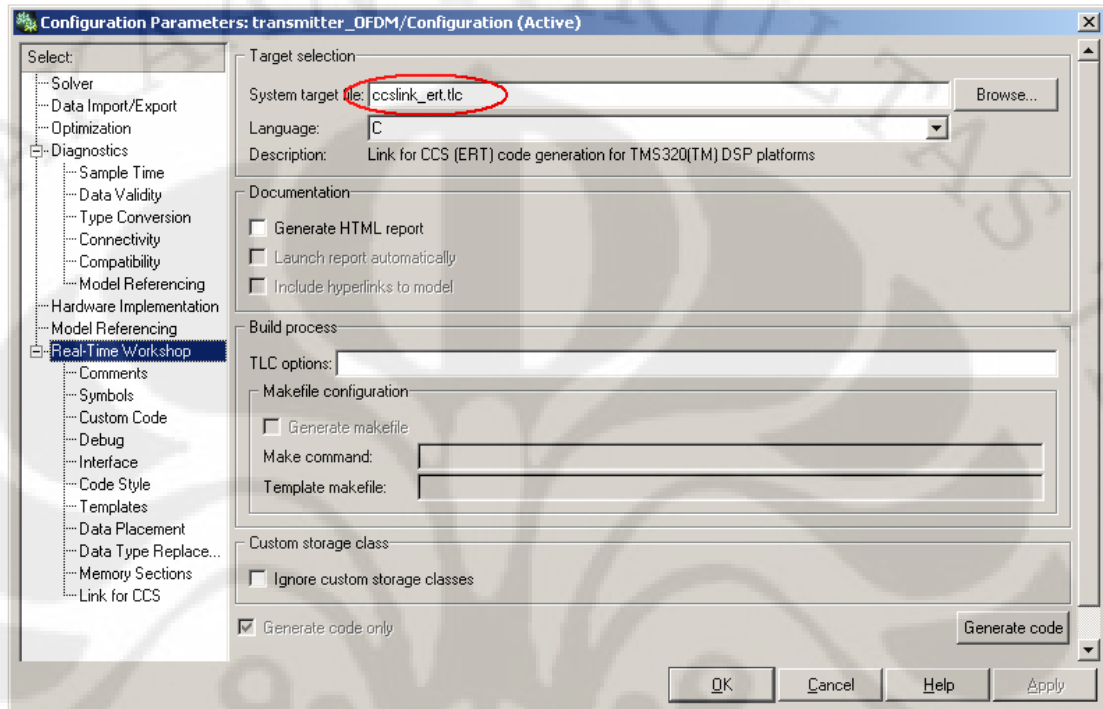 Configuration Parameters: transmitter_OFDM/Configuration (Active)
Select:
Solver
Data Import/Export
Optimization
Diagnostics
Sample Time
Data Validity
Type Conversion
Connectivity
Compatibility
Model Referencing
Hardware Implementation
Model Referencing
Real-Time Workshop
Comments
Symbols
Custom Code
Debug
Interface
Code Style
Templates
Data Placement
Data Type Replace...
Memory Sections
Link for CCS
Target selection
System target file: ccslink_ert.tlc Browse...
Language: C
Description: Link for CCS (ERT) code generation for TMS320(TM) DSP platforms
Documentation
Generate HTML report
Launch report automatically
Include hyperlinks to model
Build process
TLC options:
Makefile configuration
Generate makefile
Make command:
Template makefile:
Custom storage class
Ignore custom storage classes
Generate code only Generate code
OK Cancel Help Apply